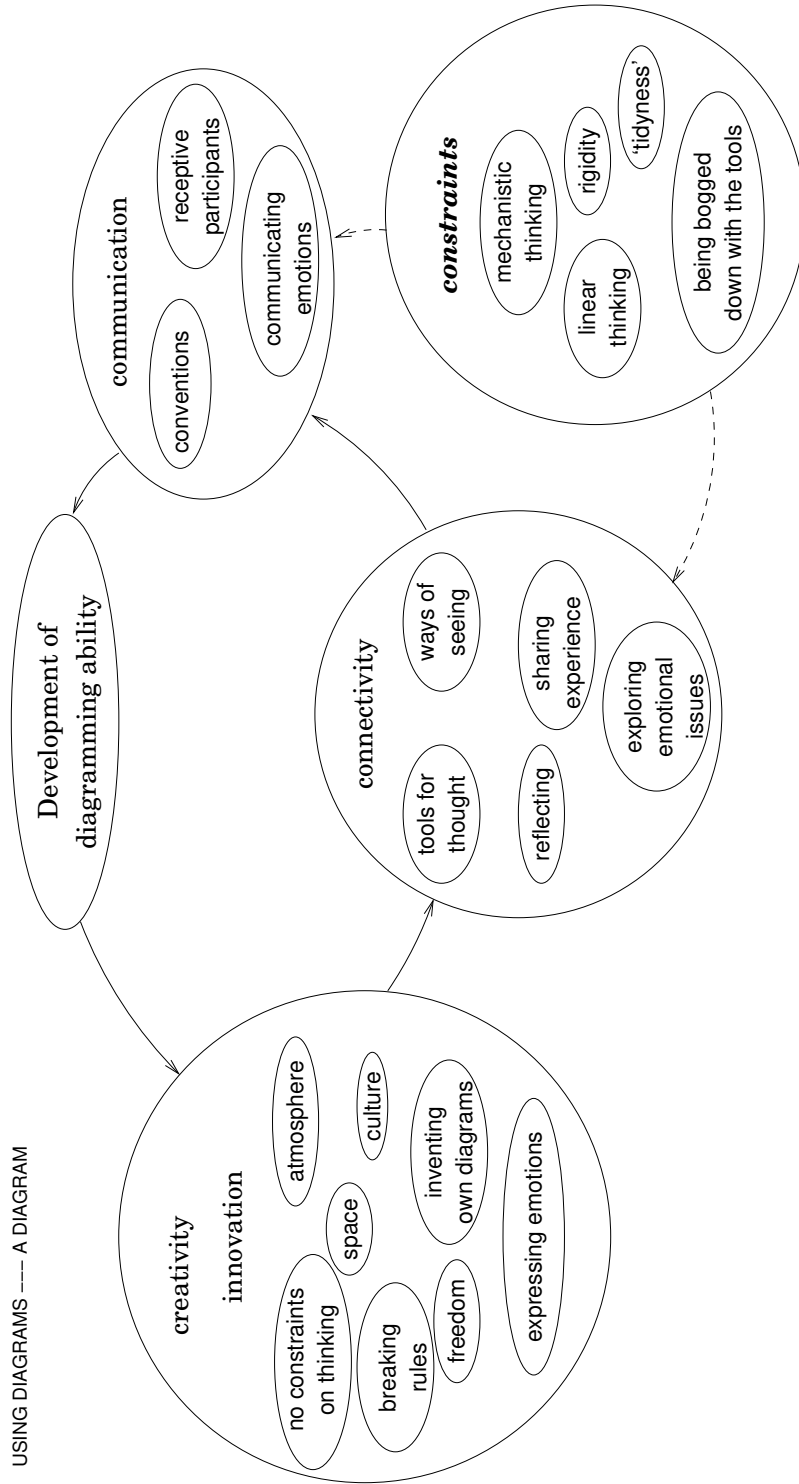 USING DIAGRAMS --- A DIAGRAM
Development of
diagramming ability
creativity
innovation
no constraints
on thinking
atmosphere
space
culture
breaking
rules
freedom
inventing
own diagrams
expressing emotions
connectivity
tools for
thought
ways of
seeing
reflecting
sharing
experience
exploring
emotional
issues
communication
conventions
receptive
participants
communicating
emotions
constraints
mechanistic
thinking
linear
thinking
rigidity
‘tidyness’
being bogged
down with the tools